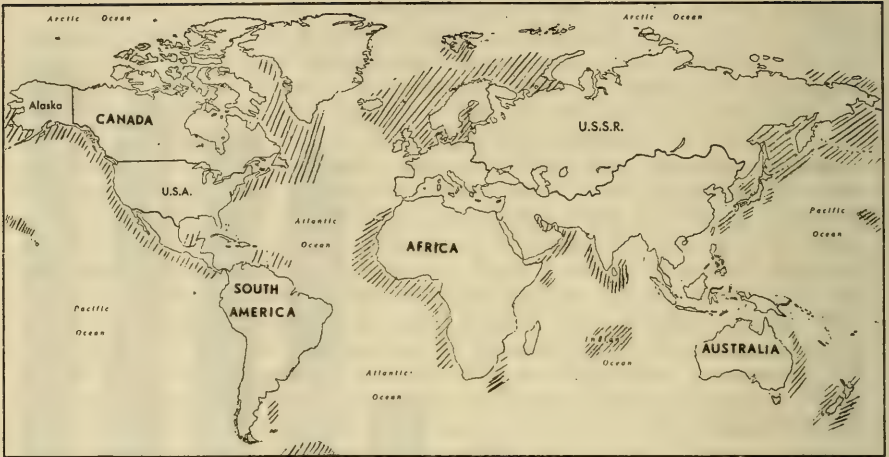 Arctic Ocean
Arctic Ocean
Alaska
CANADA
U.S.S.R.
U.S.A.
Atlantic
Ocean
Pacific
Ocean
AFRICA
SOUTH
AMERICA
Pacific
Ocean
Indian
Ocean
AUSTRALIA
Atlantic
Ocean